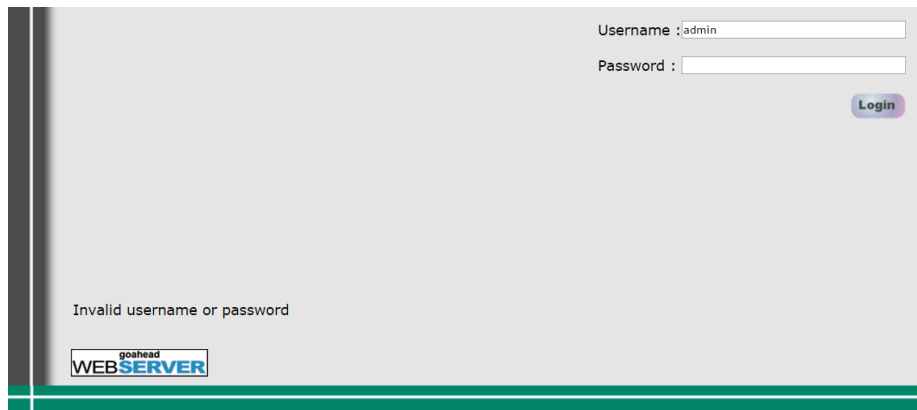 Username : admin
Password :
Login
Invalid username or password
goahead
WEBSERVER